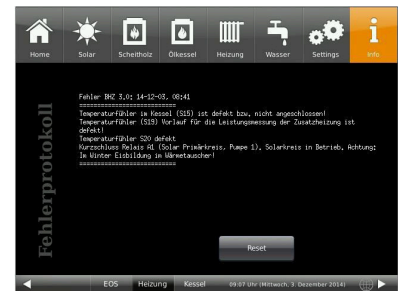 Home Solar Scheitholz Ölkessel Heizung Wasser Settings Info
Fehlerprotokoll
Fehler BHZ 3.0: 14-12-03, 08:41
===========================
Temperaturfühler im Kessel (S15) ist defekt bzw. nicht angeschlossen!
Temperaturfühler (S19) Vorlauf für die Leistungsmessung der Zusatzheizung ist
defekt!
Temperaturfühler S20 defekt
Kurzschluss Relais A1 (Solar Primärkreis, Pumpe 1). Solarkreis in Betrieb. Achtung:
Im Winter Eisbildung im Wärmetauscher!
===========================
Reset
EOS Heizung Kessel 09:07 Uhr (Mittwoch, 3. Dezember 2014)